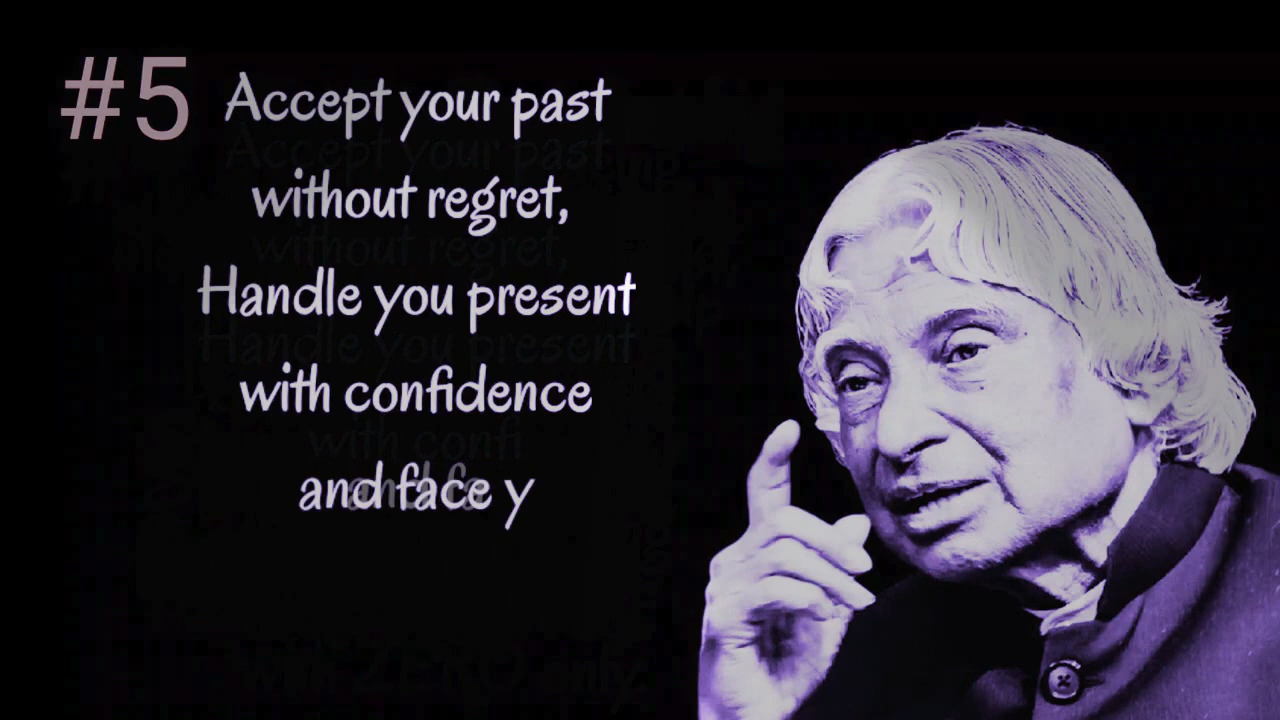 #5 Accept your past
without regret,
Handle you present
with confidence
and face y